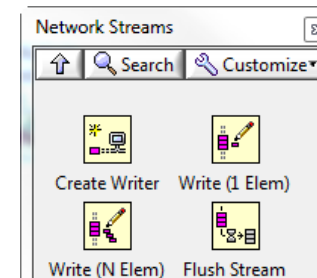 Network Streams
Search Customize
Create Writer Write (1 Elem)
Write (N Elem) Flush Stream